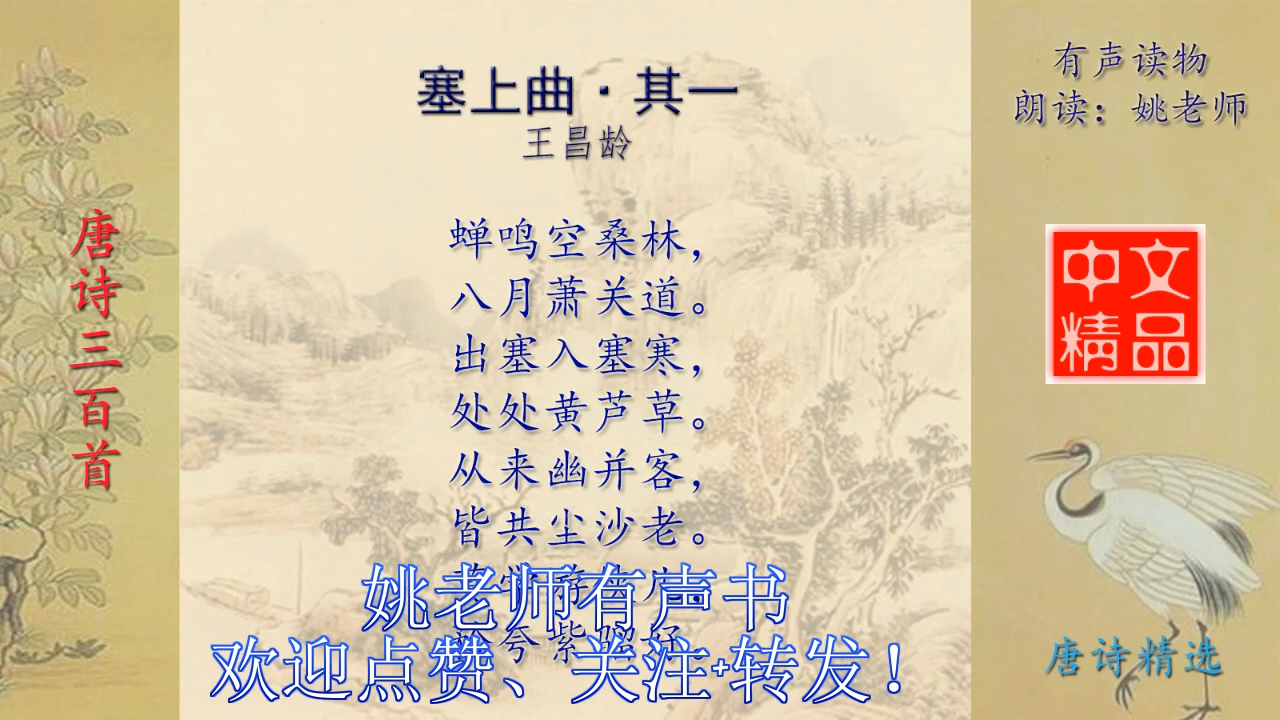 塞上曲·其一
王昌龄
蝉鸣空桑林，
八月萧关道。
出塞入塞寒，
处处黄芦草。
从来幽并客，
皆共尘沙老。
夸紫
姚老师有声书
欢迎点赞、关注+转发！
唐诗三百首
有声读物
朗读：姚老师
中文
精品
唐诗精选